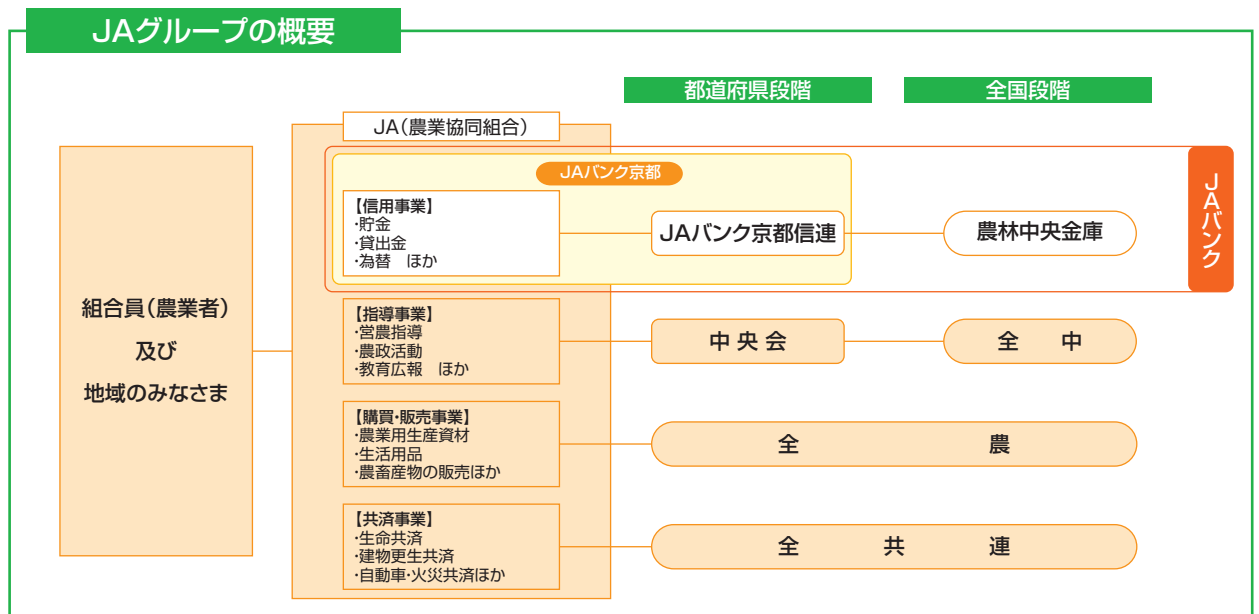 JAグループの概要
都道府県段階
全国段階
JA(農業協同組合)
JAバンク京都
JAバンク
【信用事業】
・貯金
・貸出金
・為替 ほか
JAバンク京都信連
農林中央金庫
組合員(農業者)
及び
地域のみなさま
【指導事業】
・営農指導
・農政活動
・教育広報 ほか
中央会
全 中
【購買・販売事業】
・農業用生産資材
・生活用品
・農畜産物の販売ほか
全 農
【共済事業】
・生命共済
・建物更生共済
・自動車・火災共済ほか
全 共 連